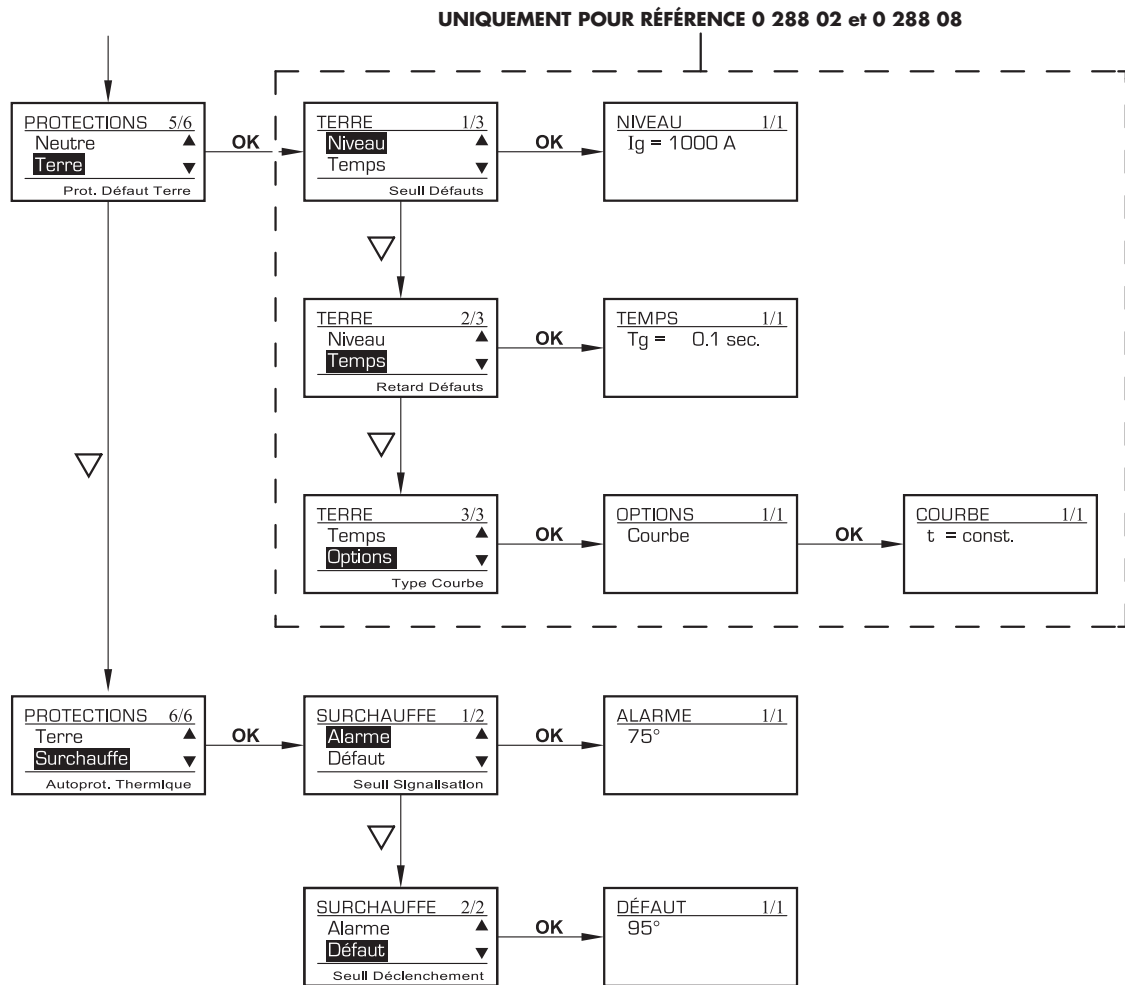 UNIQUEMENT POUR RÉFÉRENCE 0 288 02 et 0 288 08
PROTECTIONS 5/6
Neutre
Terre
Prot. Défaut Terre
OK
TERRE 1/3
Niveau
Temps
Seuil Défauts
OK
NIVEAU 1/1
Ig = 1000 A
TERRE 2/3
Niveau
Temps
Retard Défauts
OK
TEMPS 1/1
Tg = 0.1 sec.
TERRE 3/3
Temps
Options
Type Courbe
OK
OPTIONS 1/1
Courbe
OK
COURBE 1/1
t = const.
PROTECTIONS 6/6
Terre
Surchauffe
Autoprot. Thermique
OK
SURCHAUFFE 1/2
Alarme
Défaut
Seuil Signalisation
OK
ALARME 1/1
75°
SURCHAUFFE 2/2
Alarme
Défaut
Seuil Déclenchement
OK
DÉFAUT 1/1
95°